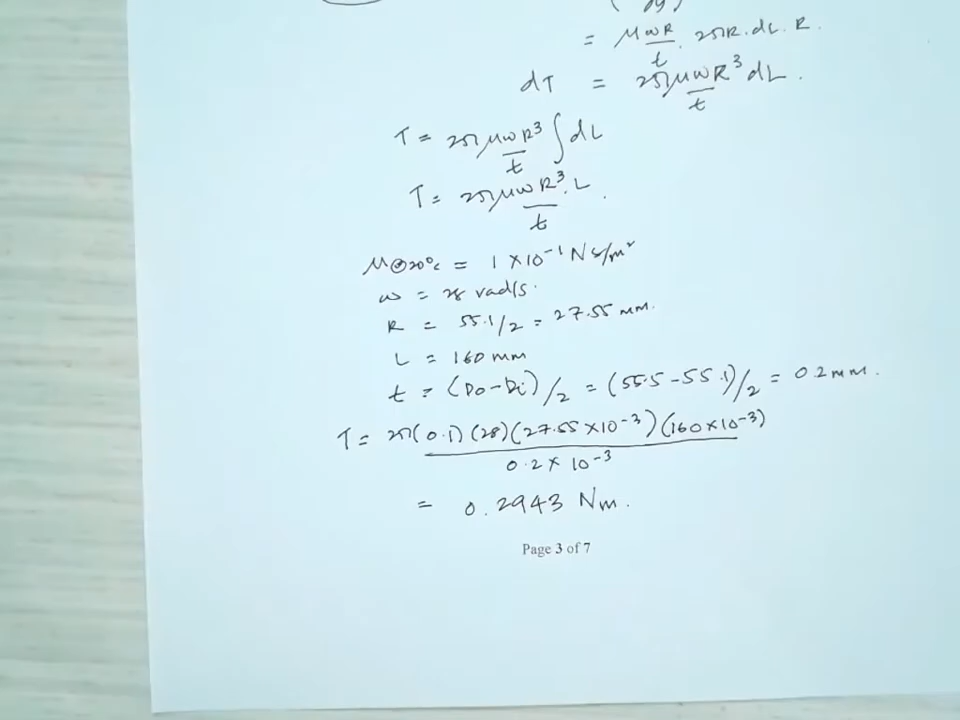 = μωR/t . 2πR.dL.R.
dT = 2πμωR³/t dL.
T = 2πμωR³/t ∫dL
T = 2πμωR³.L/t .
μ@20°c = 1 ×10⁻¹ Ns/m²
ω = 28 rad/s.
R = 55.1/2 = 27.55 mm.
L = 160 mm
t = (Do-Di)/2 = (55.5-55.1)/2 = 0.2mm.
T = 2π(0.1)(28)(27.55×10⁻³)(160×10⁻³)
0.2× 10⁻³
= 0.2943 Nm.
Page 3 of 7